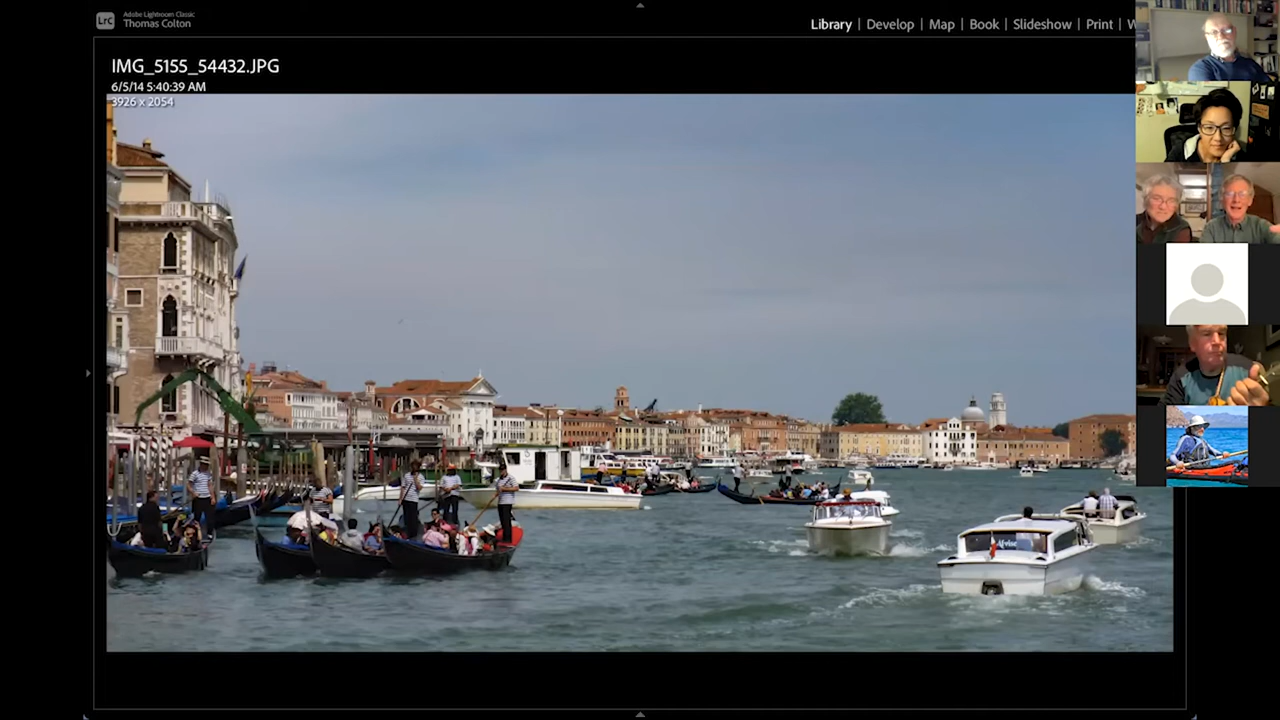 LrC
Adobe Lightroom Classic
Thomas Colton
Library | Develop | Map | Book | Slideshow | Print | W
IMG_5155_54432.JPG
6/5/14 5:40:39 AM
3926 x 2054